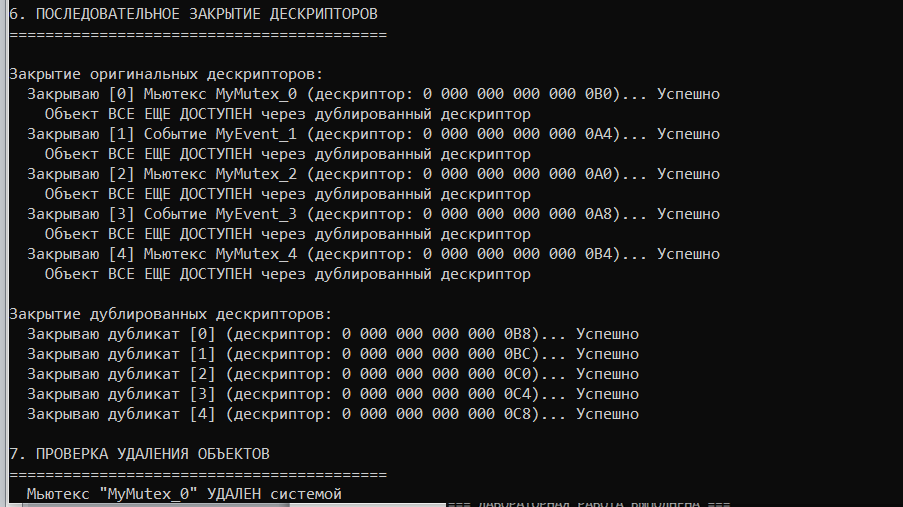 6. ПОСЛЕДОВАТЕЛЬНОЕ ЗАКРЫТИЕ ДЕСКРИПТОРОВ
==========================================
Закрытие оригинальных дескрипторов:
Закрываю [0] Мьютекс MyMutex_0 (дескриптор: 0 000 000 000 000 0B0)... Успешно
Объект ВСЕ ЕЩЕ ДОСТУПЕН через дублированный дескриптор
Закрываю [1] Событие MyEvent_1 (дескриптор: 0 000 000 000 000 0A4)... Успешно
Объект ВСЕ ЕЩЕ ДОСТУПЕН через дублированный дескриптор
Закрываю [2] Мьютекс MyMutex_2 (дескриптор: 0 000 000 000 000 0A0)... Успешно
Объект ВСЕ ЕЩЕ ДОСТУПЕН через дублированный дескриптор
Закрываю [3] Событие MyEvent_3 (дескриптор: 0 000 000 000 000 0A8)... Успешно
Объект ВСЕ ЕЩЕ ДОСТУПЕН через дублированный дескриптор
Закрываю [4] Мьютекс MyMutex_4 (дескриптор: 0 000 000 000 000 0B4)... Успешно
Объект ВСЕ ЕЩЕ ДОСТУПЕН через дублированный дескриптор
Закрытие дублированных дескрипторов:
Закрываю дубликат [0] (дескриптор: 0 000 000 000 000 0B8)... Успешно
Закрываю дубликат [1] (дескриптор: 0 000 000 000 000 0BC)... Успешно
Закрываю дубликат [2] (дескриптор: 0 000 000 000 000 0C0)... Успешно
Закрываю дубликат [3] (дескриптор: 0 000 000 000 000 0C4)... Успешно
Закрываю дубликат [4] (дескриптор: 0 000 000 000 000 0C8)... Успешно
7. ПРОВЕРКА УДАЛЕНИЯ ОБЪЕКТОВ
==========================================
Мьютекс "MyMutex_0" УДАЛЕН системой
=== ЛАБОРАТОРНАЯ РАБОТА ВЫПОЛНЕНА ===